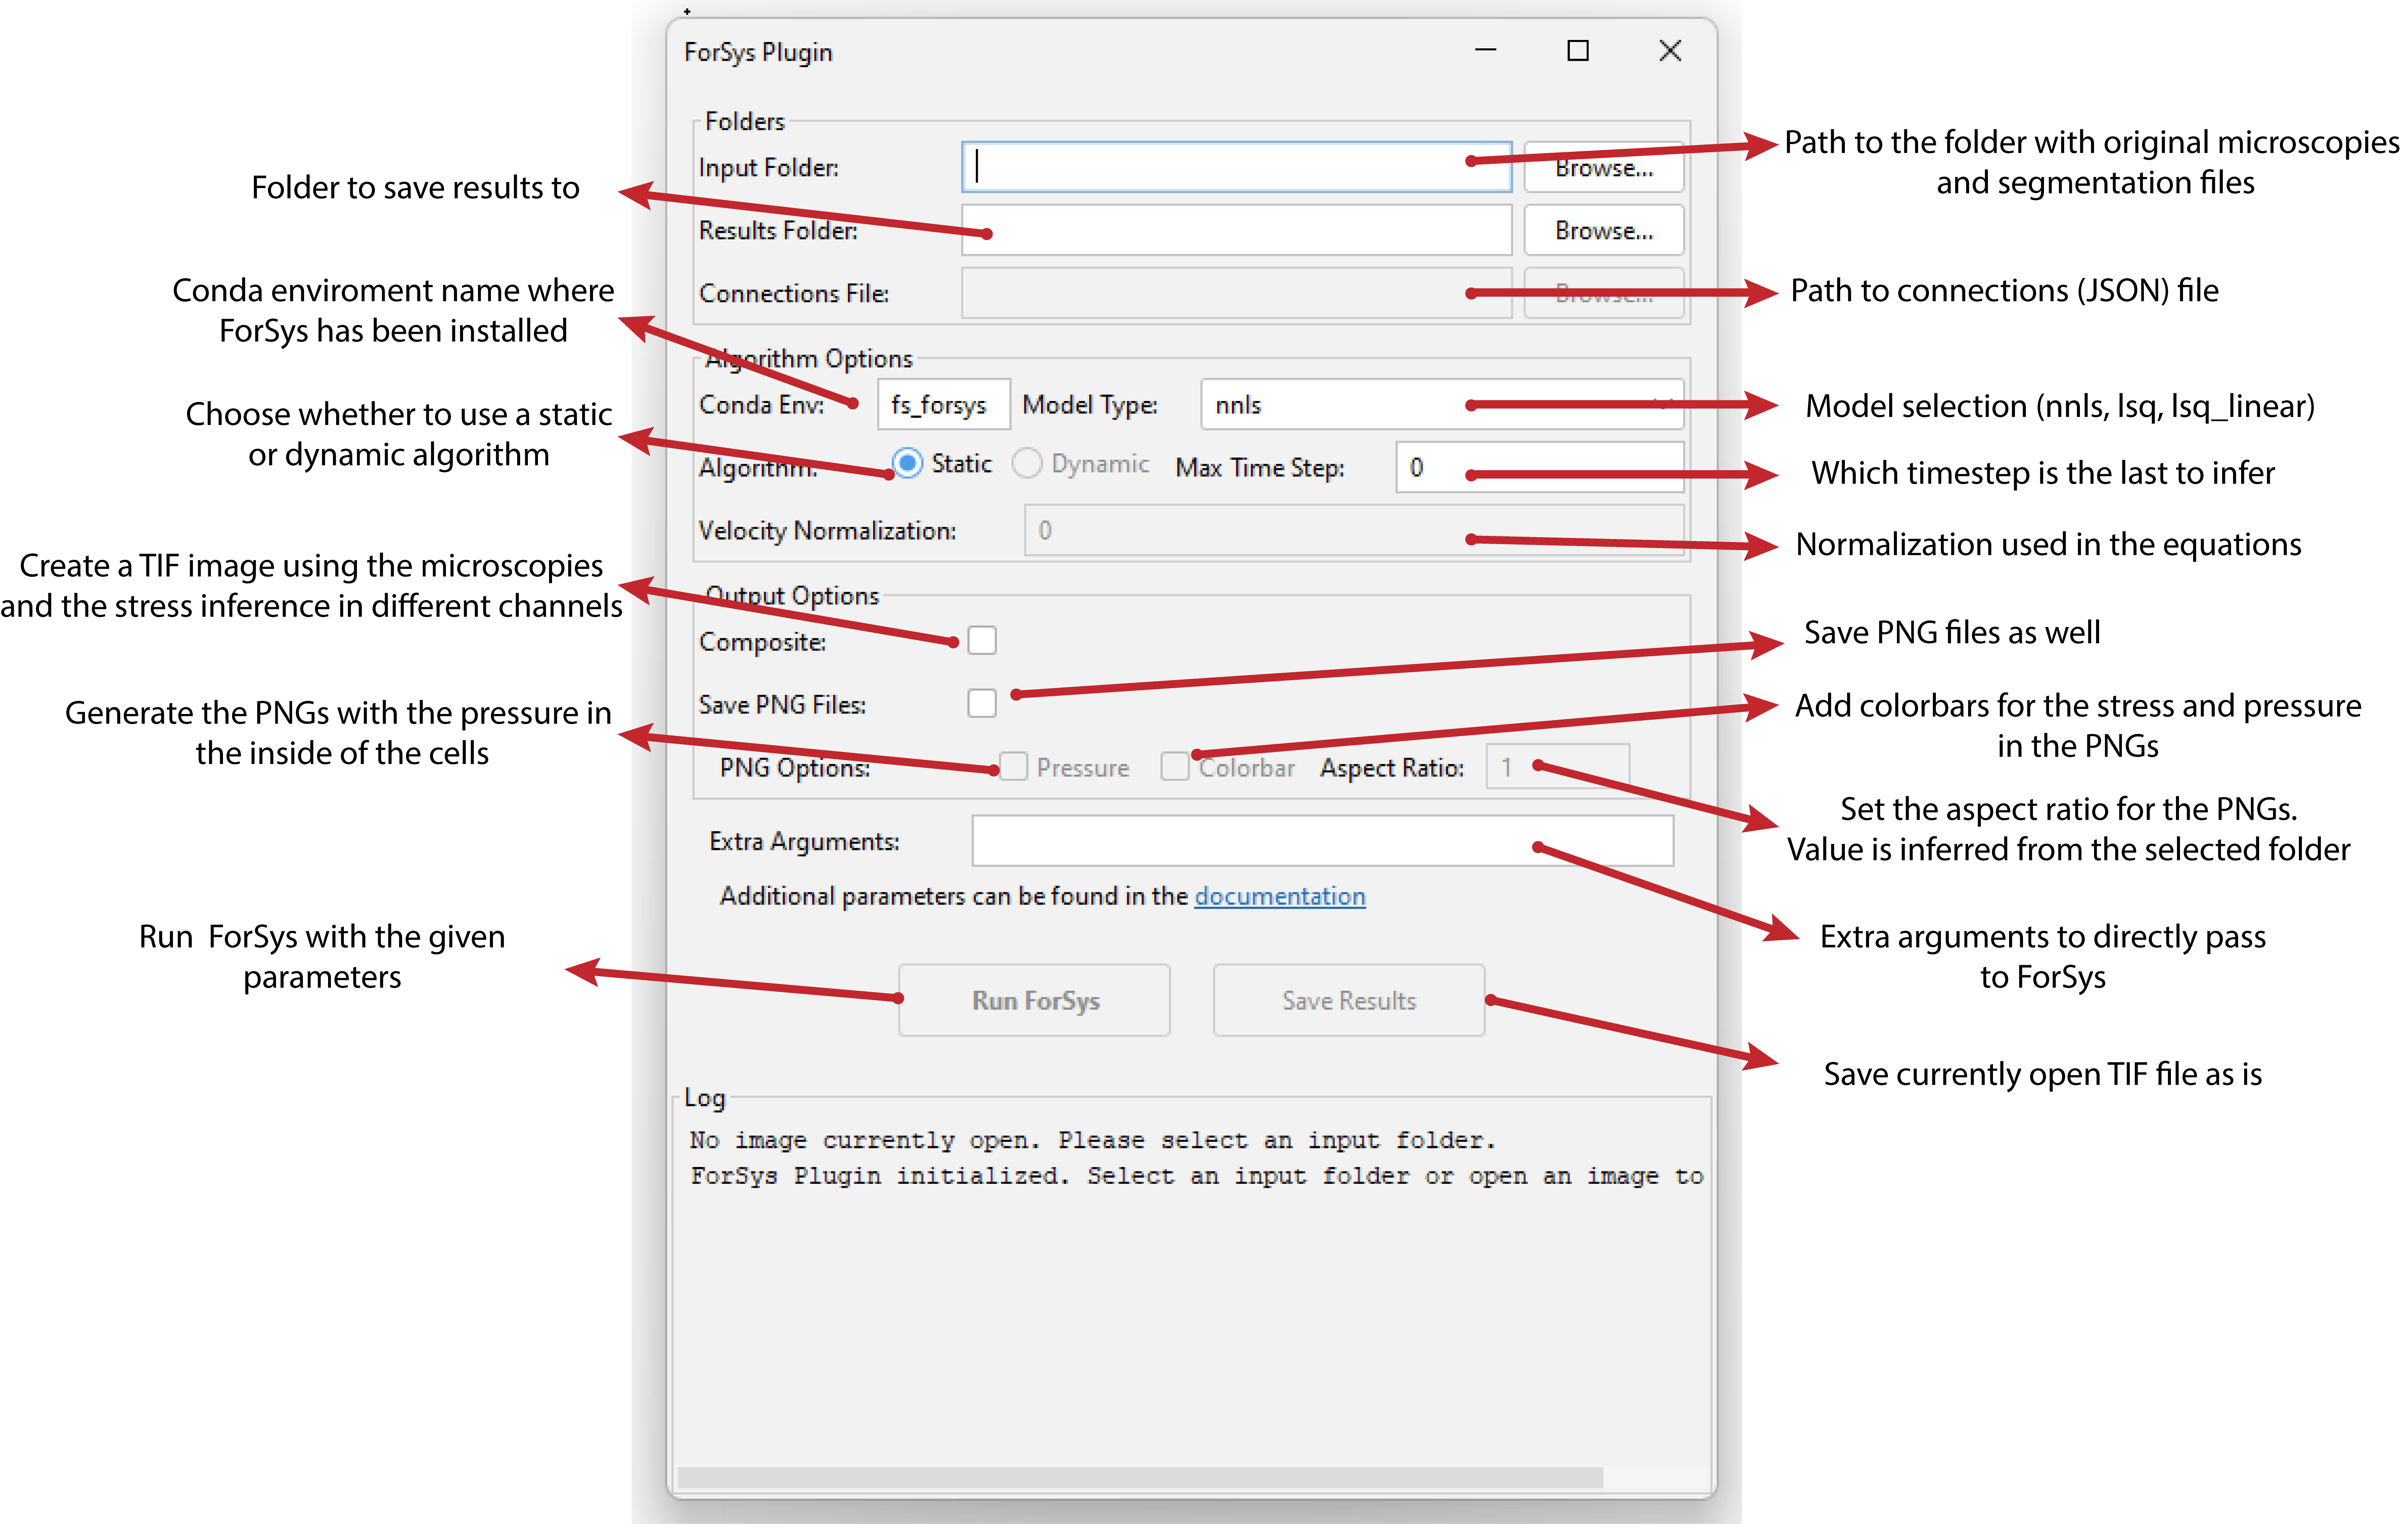 ForSys Plugin
Folders
Input Folder:
Browse...
Path to the folder with original microscopies
and segmentation files
Folder to save results to
Results Folder:
Browse...
Conda enviroment name where
ForSys has been installed
Connections File:
Browse...
Path to connections (JSON) file
Algorithm Options
Conda Env:
fs_forsys
Model Type:
nnls
Model selection (nnls, lsq, lsq_linear)
Choose whether to use a static
or dynamic algorithm
Algorithm:
Static
Dynamic
Max Time Step:
0
Which timestep is the last to infer
Velocity Normalization:
0
Normalization used in the equations
Create a TIF image using the microscopies
and the stress inference in different channels
Output Options
Composite:
Save PNG files as well
Save PNG Files:
Generate the PNGs with the pressure in
the inside of the cells
Add colorbars for the stress and pressure
in the PNGs
PNG Options:
Pressure
Colorbar
Aspect Ratio:
1
Set the aspect ratio for the PNGs.
Value is inferred from the selected folder
Extra Arguments:
Additional parameters can be found in the documentation
Extra arguments to directly pass
to ForSys
Run  ForSys with the given
parameters
Run ForSys
Save Results
Save currently open TIF file as is
Log
No image currently open. Please select an input folder.
ForSys Plugin initialized. Select an input folder or open an image to